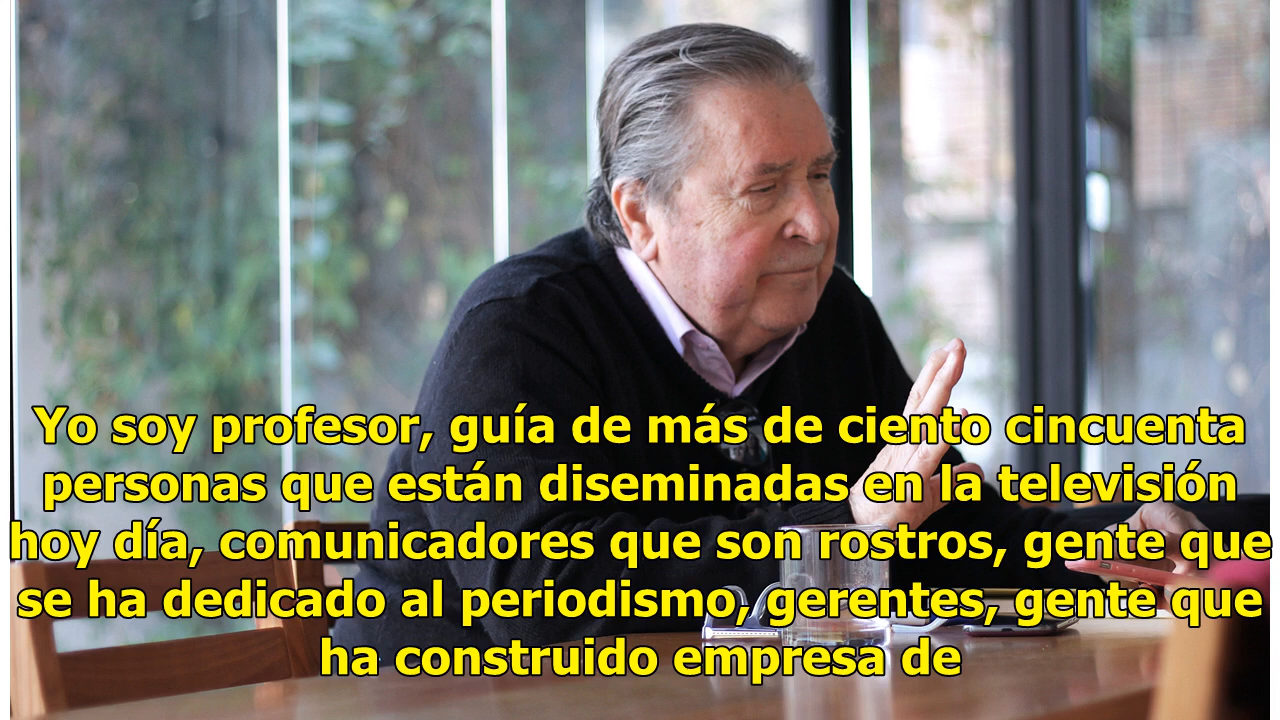 Yo soy profesor, guía de más de ciento cincuenta
personas que están diseminadas en la televisión
hoy día, comunicadores que son rostros, gente que
se ha dedicado al periodismo, gerentes, gente que
ha construido empresa de